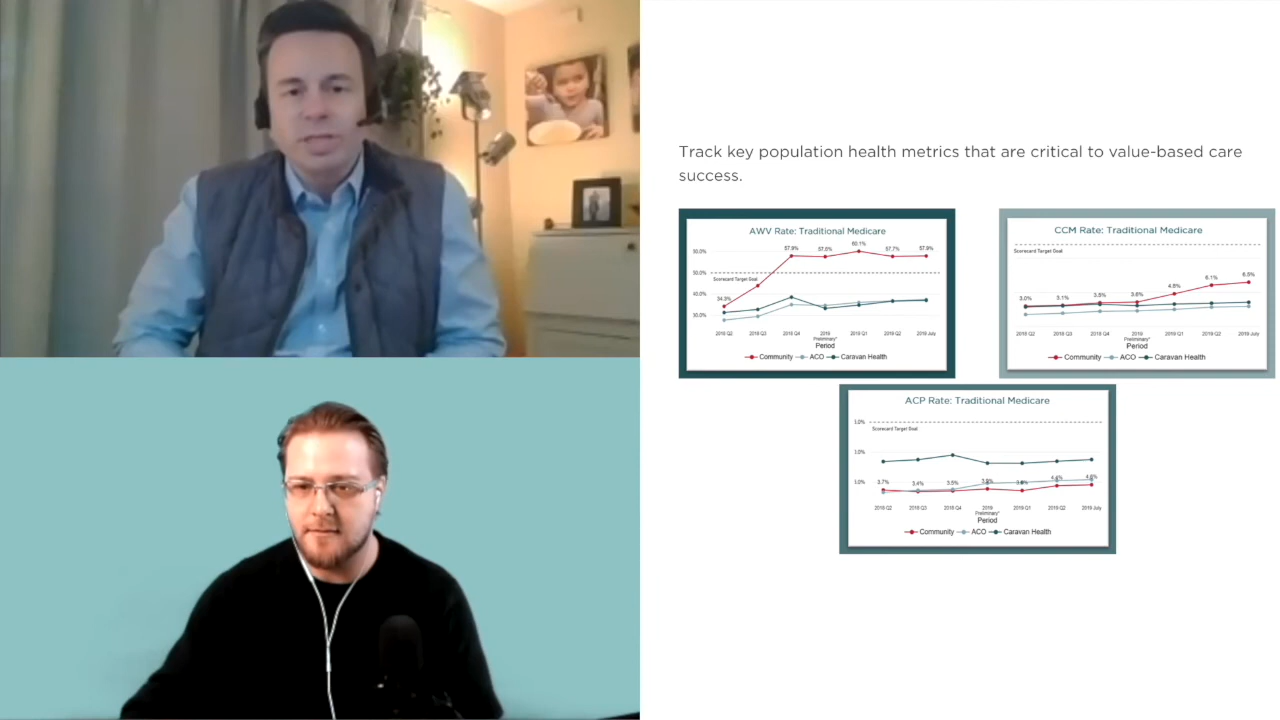 Track key population health metrics that are critical to value-based care
success.
AWV Rate: Traditional Medicare
60.1%
57.9% 57.6% 57.7% 57.9%
50.0%
Scorecard Target Goal
40.0%
34.3%
30.0%
2018 Q2 2018 Q3 2018 Q4 2019 Q1 2019 Q2 2019 July
Preliminary*
Period
Community ACO Caravan Health
CCM Rate: Traditional Medicare
Scorecard Target Goal
3.0% 3.1% 3.5% 3.6% 4.8% 6.1% 6.5%
2018 Q2 2018 Q3 2018 Q4 2019 2019 Q1 2019 Q2 2019 July
Preliminary*
Period
Community ACO Caravan Health
ACP Rate: Traditional Medicare
Scorecard Target Goal
3.7% 3.4% 3.5% 4.6%
2018 Q2 2018 Q3 2018 Q4 2019 2019 Q1 2019 Q2 2019 July
Preliminary*
Period
Community ACO Caravan Health